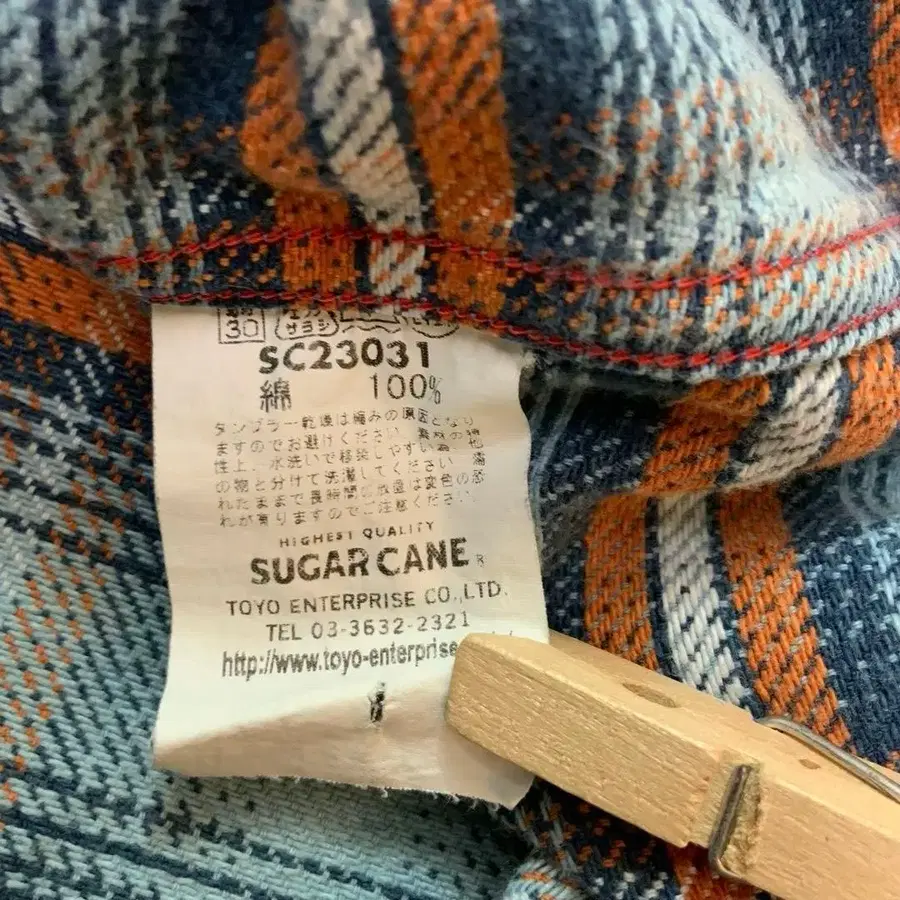 30
SC23031
綿 100%
タンブラー乾燥は縮みの原因となり
ますのでお避けください。素材の特
性上、水洗いで移染しやすい為、他
の物と分けて洗濯してください。濡
れたままで長時間の放置は変色の恐
れが有りますのでご注意ください。
HIGHEST QUALITY
SUGAR CANE ®
TOYO ENTERPRISE CO.,LTD.
TEL 03-3632-2321
http://www.toyo-enterprise